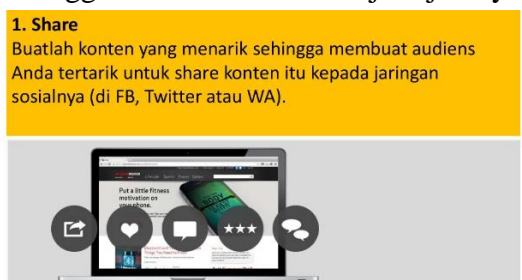 1. Share
Buatlah konten yang menarik sehingga membuat audiens
Anda tertarik untuk share konten itu kepada jaringan
sosialnya (di FB, Twitter atau WA).
Put a little fitness
motivation on
your phone.